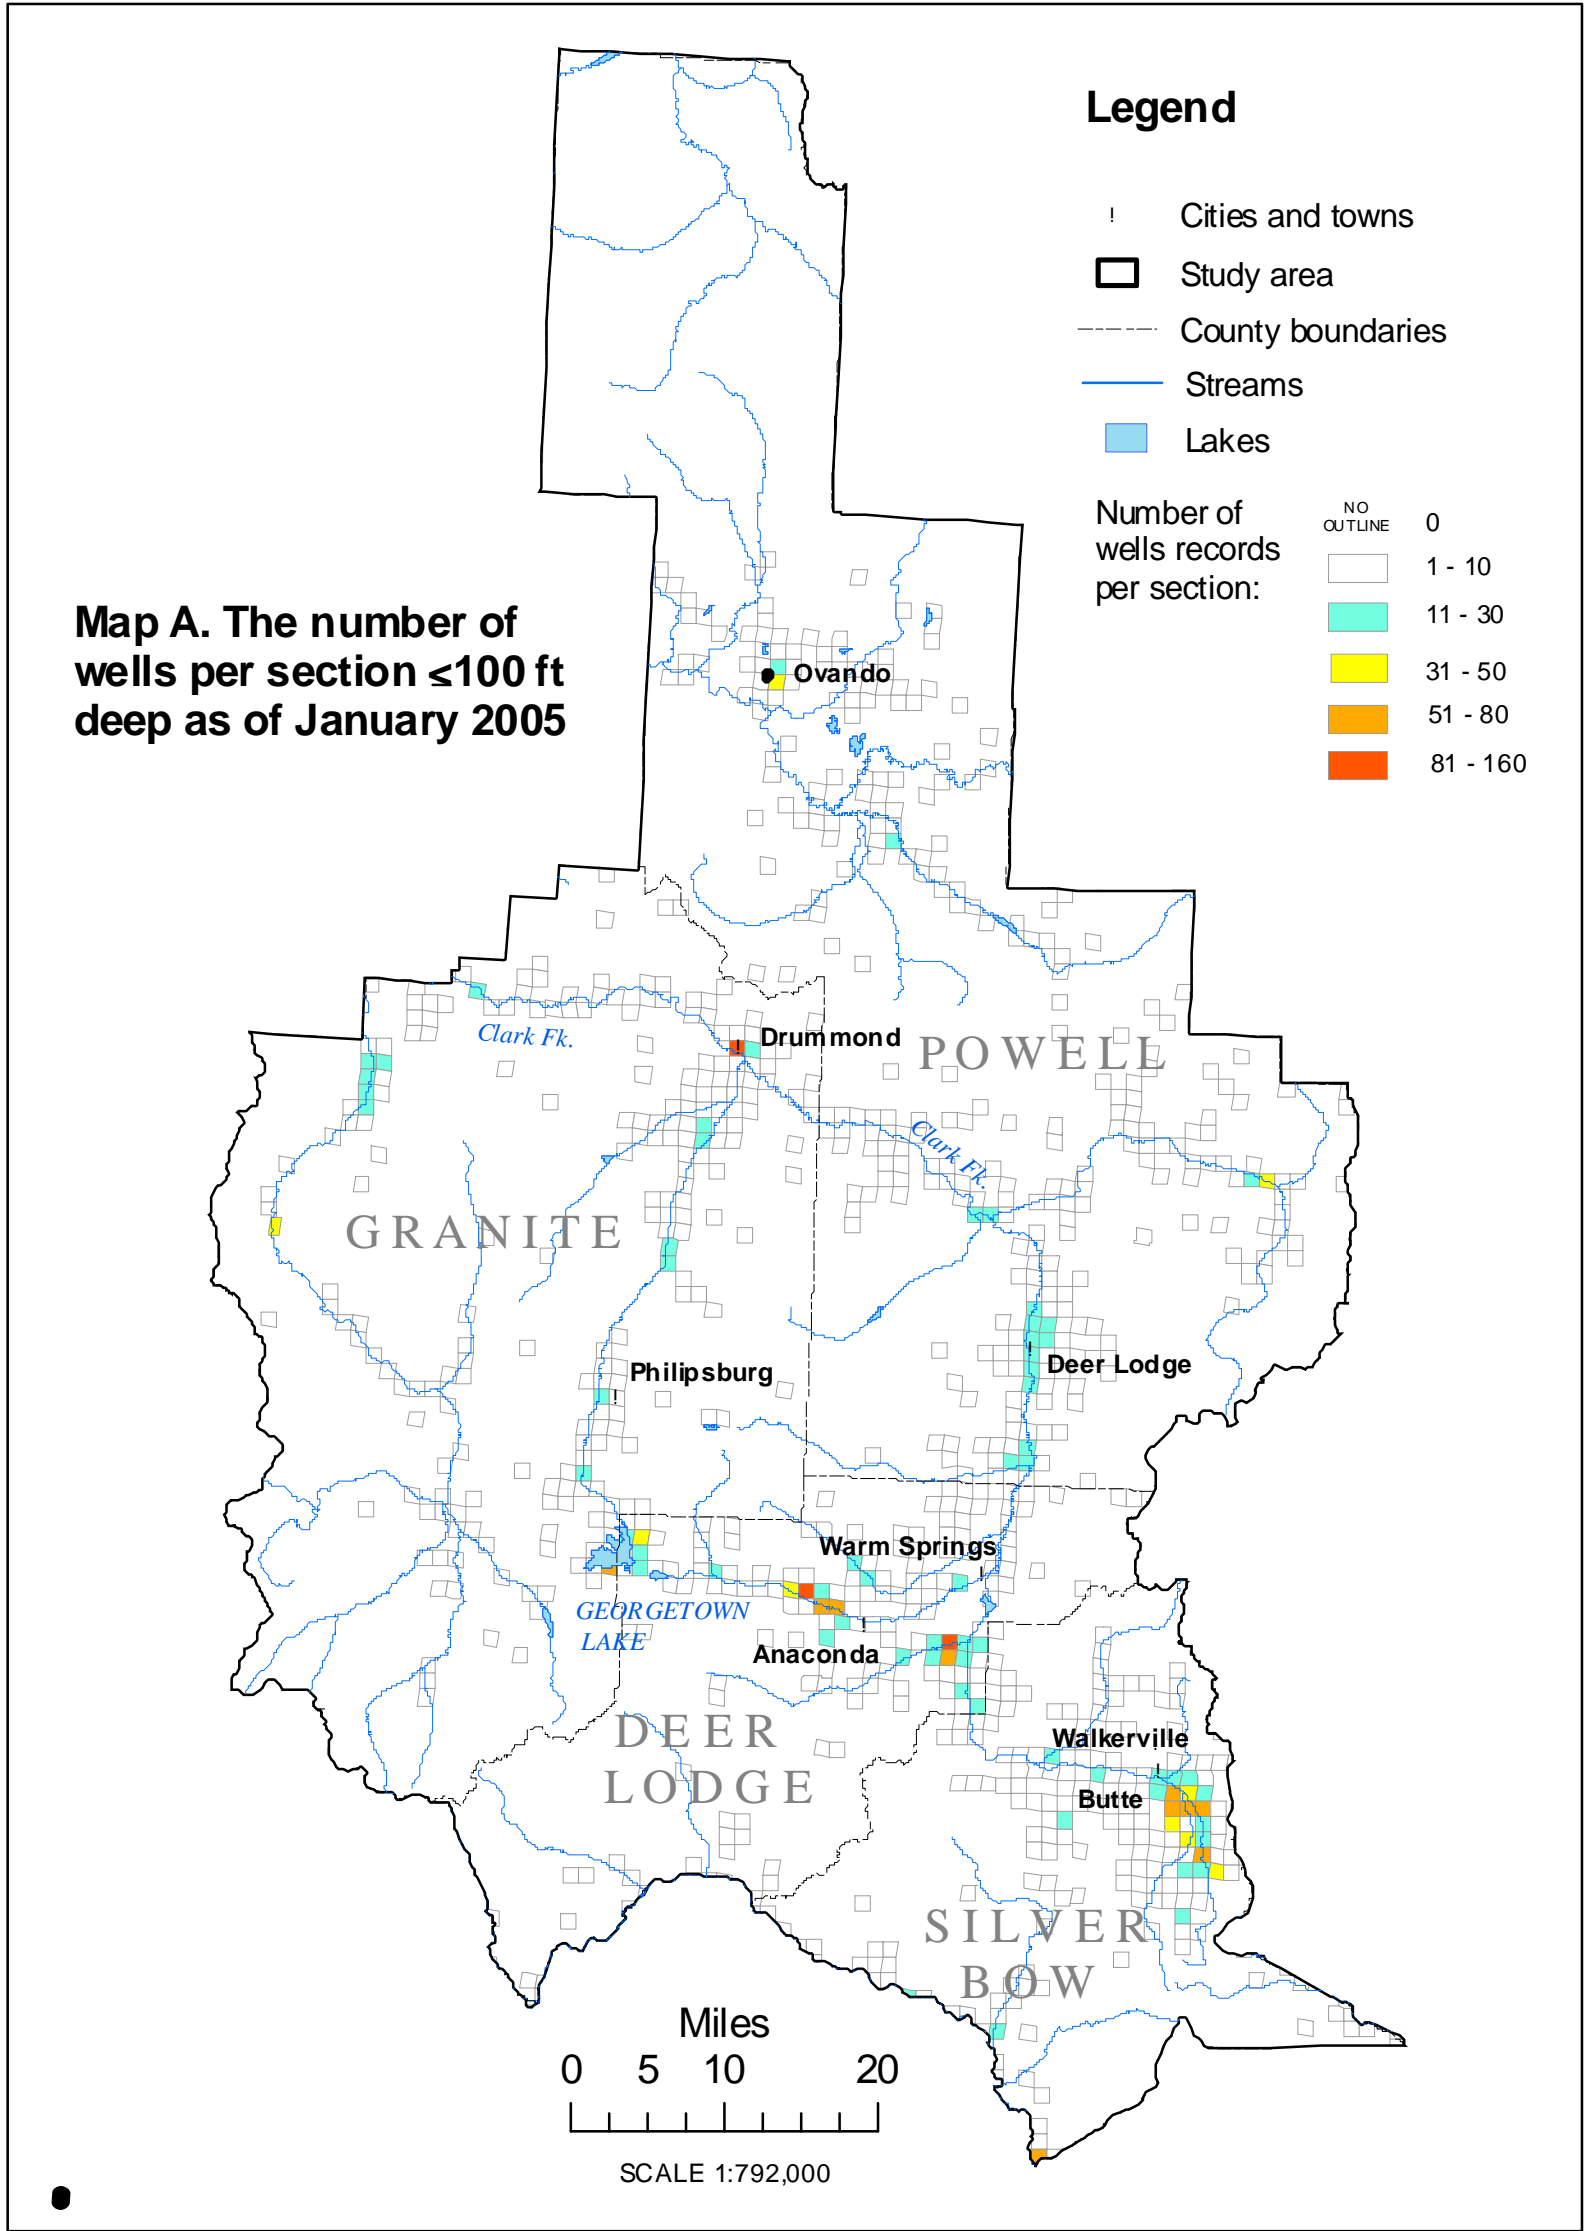 Legend
! Cities and towns
Study area
County boundaries
Streams
Lakes
Number of
wells records
per section:
NO
OUTLINE 0
1 - 10
11 - 30
31 - 50
51 - 80
81 - 160
Map A. The number of
wells per section ≤100 ft
deep as of January 2005
Ovando
Clark Fk.
Drummond
POWELL
Clark Fk.
GRANITE
Philipsburg
Deer Lodge
Warm Springs
GEORGETOWN
LAKE
Anaconda
DEER
LODGE
Walkerville
Butte
SILVER
BOW
Miles
0 5 10 20
SCALE 1:792,000